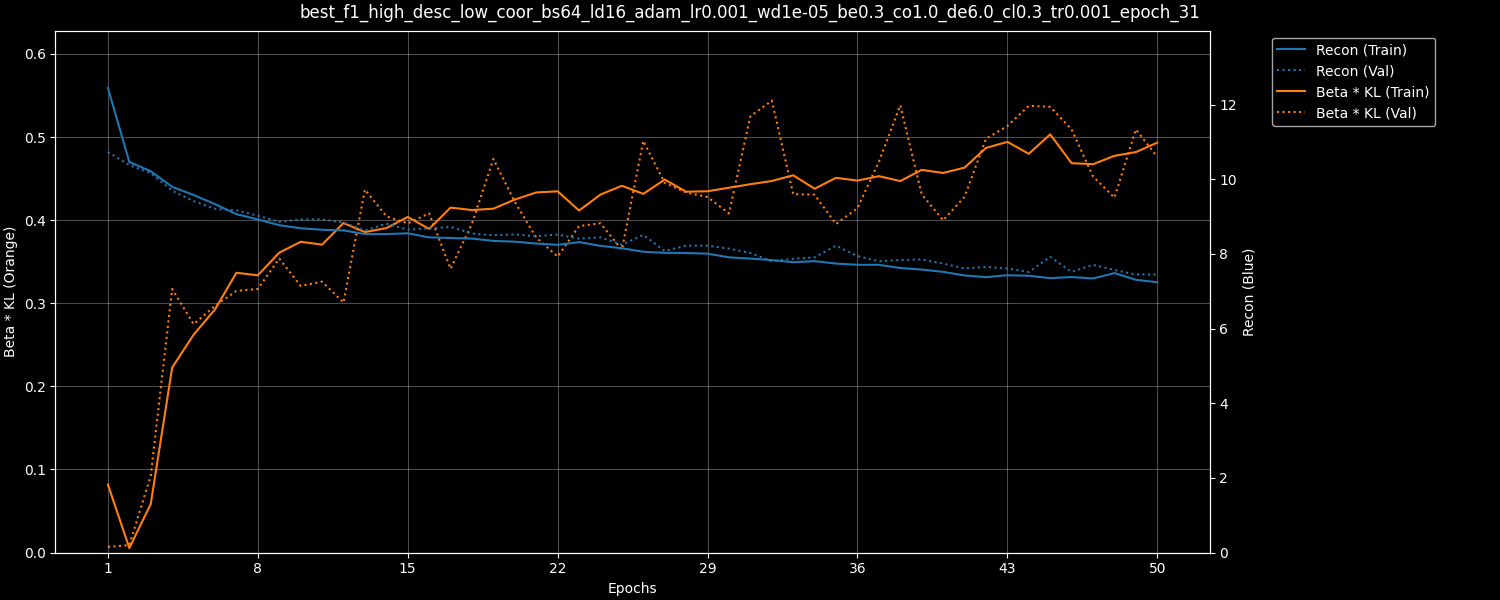 best_f1_high_desc_low_coor_bs64_ld16_adam_lr0.001_wd1e-05_be0.3_co1.0_de6.0_cl0.3_tr0.001_epoch_31
Recon (Train)
Recon (Val)
Beta * KL (Train)
Beta * KL (Val)
Beta * KL (Orange)
0.6
0.5
0.4
0.3
0.2
0.1
0.0
12
10
8
6
4
2
0
Recon (Blue)
1 8 15 22 29 36 43 50
Epochs